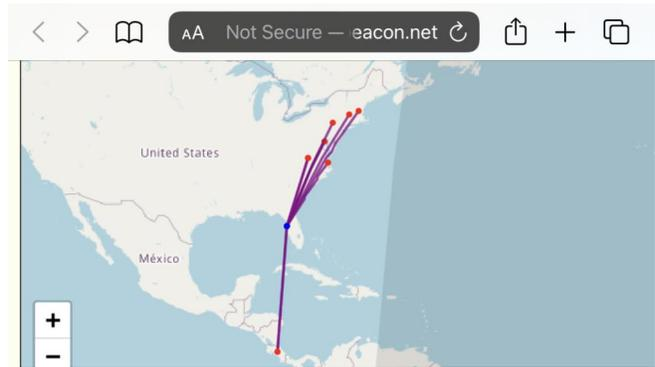 AA Not Secure — eacon.net
United States
México
+
−